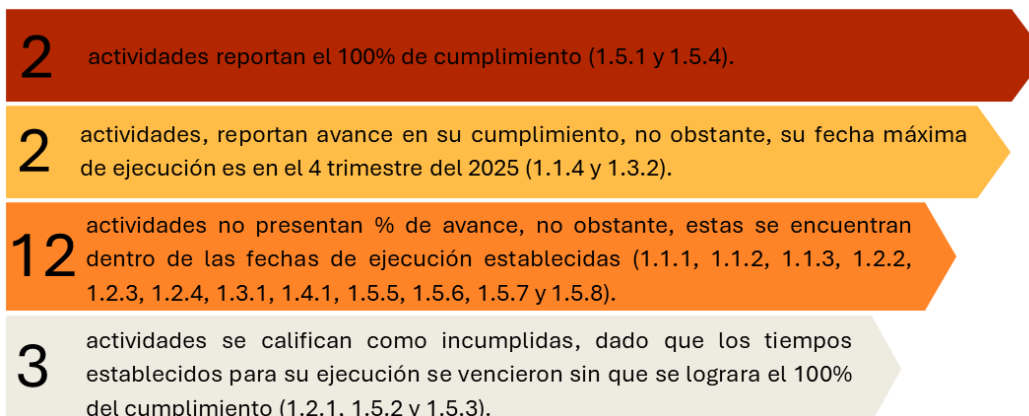 2
actividades reportan el 100% de cumplimiento (1.5.1 y 1.5.4).
2
actividades, reportan avance en su cumplimiento, no obstante, su fecha máxima
de ejecución es en el 4 trimestre del 2025 (1.1.4 y 1.3.2).
12
actividades no presentan % de avance, no obstante, estas se encuentran
dentro de las fechas de ejecución establecidas (1.1.1, 1.1.2, 1.1.3, 1.2.2,
1.2.3, 1.2.4, 1.3.1, 1.4.1, 1.5.5, 1.5.6, 1.5.7 y 1.5.8).
3
actividades se califican como incumplidas, dado que los tiempos
establecidos para su ejecución se vencieron sin que se lograra el 100%
del cumplimiento (1.2.1, 1.5.2 y 1.5.3).